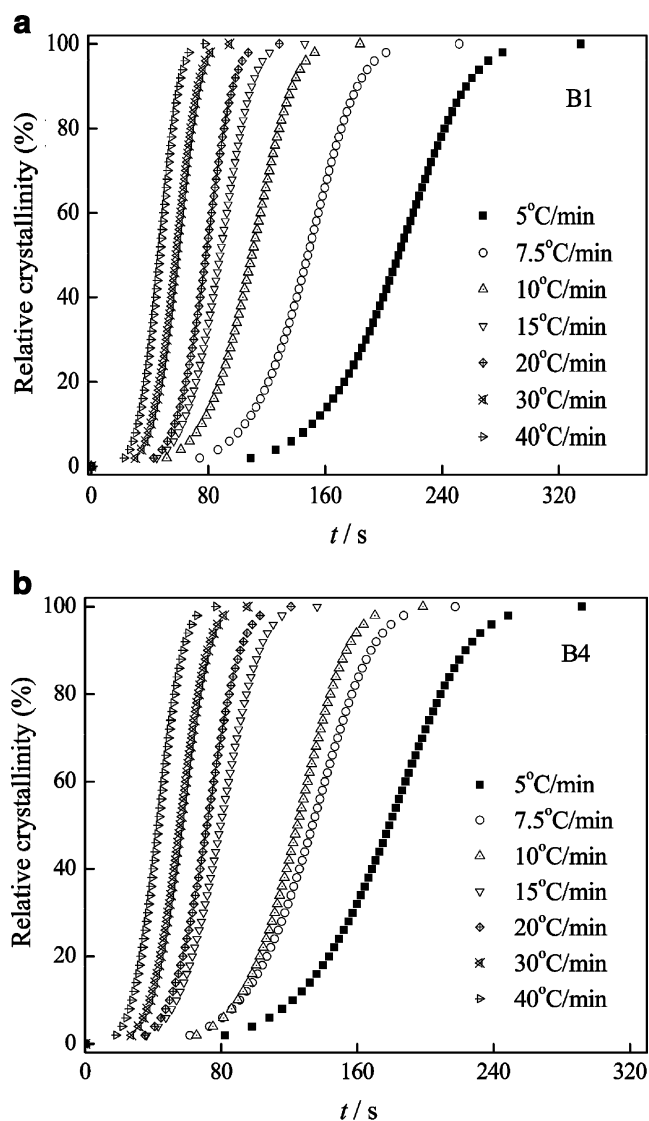 a
100
80
60
40
20
0
Relative crystallinity (%)
B1
5°C/min
7.5°C/min
10°C/min
15°C/min
20°C/min
30°C/min
40°C/min
0
80
160
240
320
t / s
b
100
80
60
40
20
0
Relative crystallinity (%)
B4
5°C/min
7.5°C/min
10°C/min
15°C/min
20°C/min
30°C/min
40°C/min
0
80
160
240
320
t / s